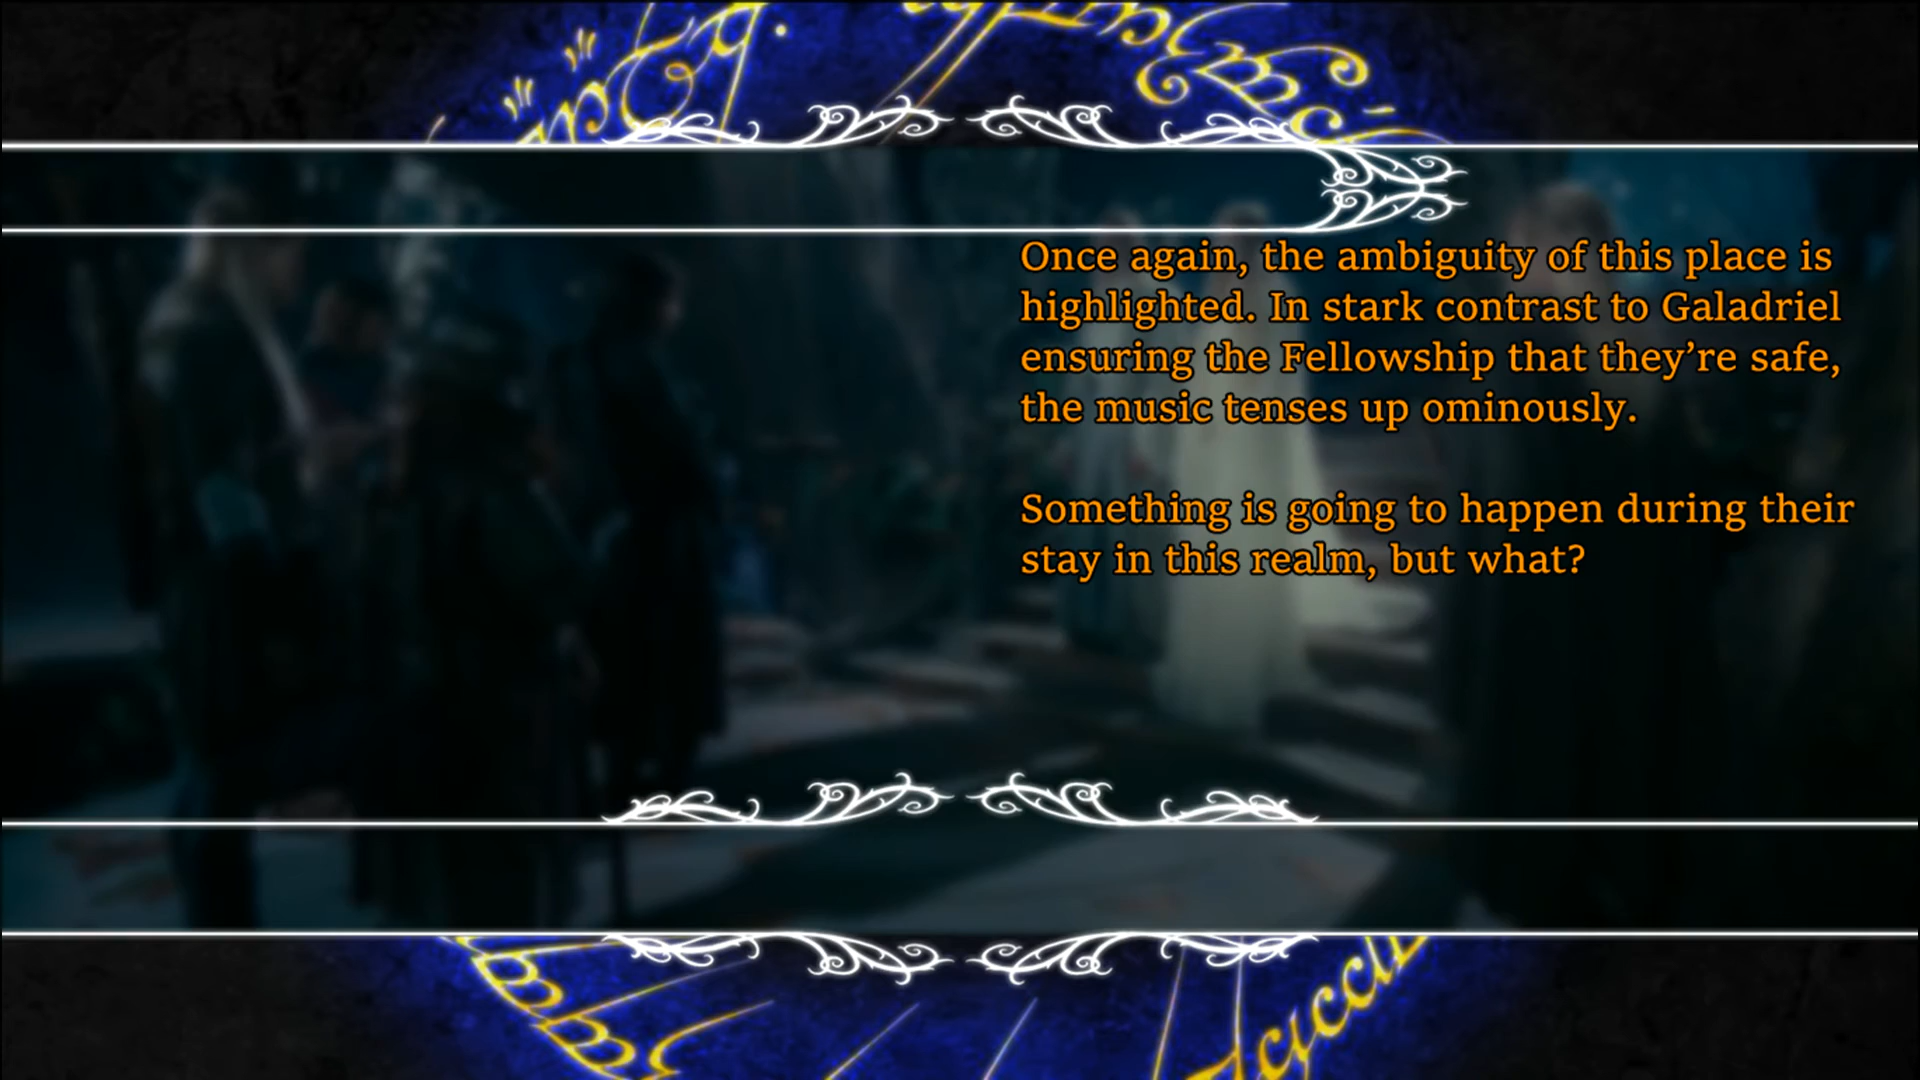 Once again, the ambiguity of this place is
highlighted. In stark contrast to Galadriel
ensuring the Fellowship that they’re safe,
the music tenses up ominously.
Something is going to happen during their
stay in this realm, but what?